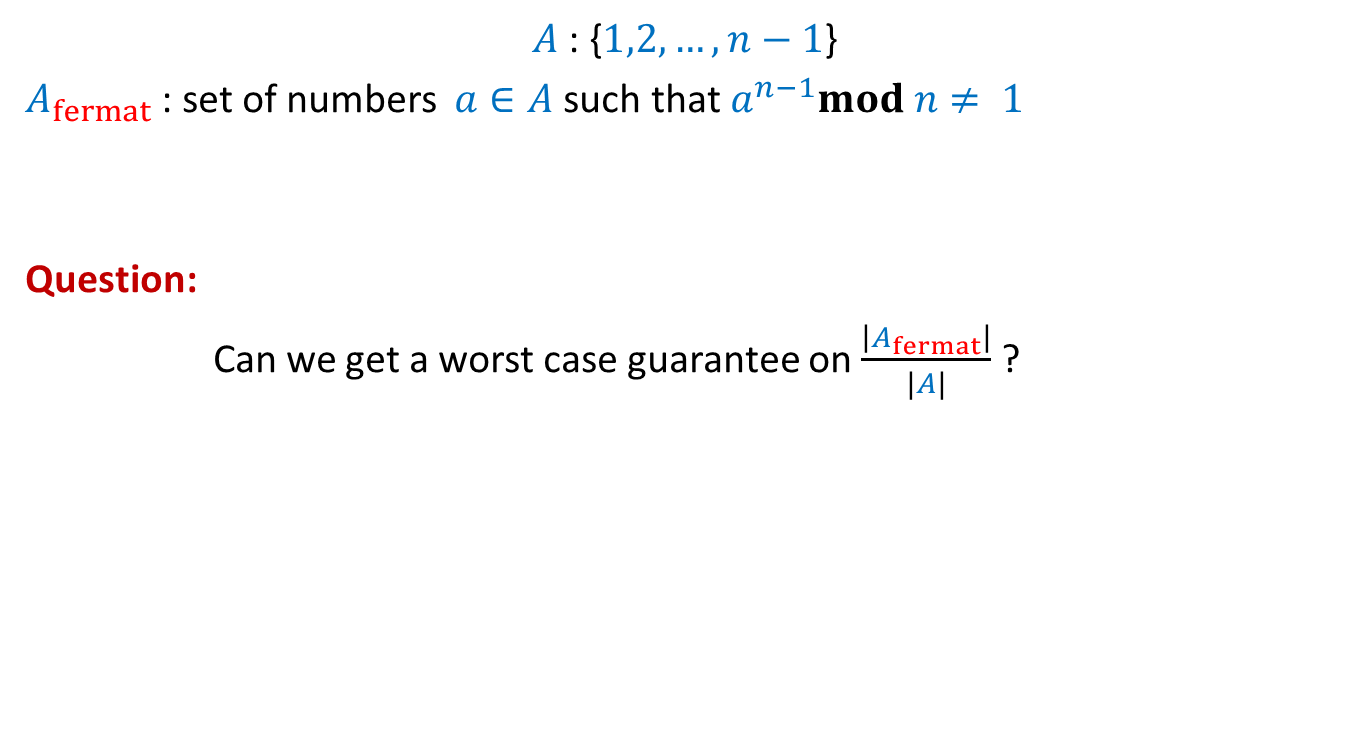 A : {1,2, … , n − 1}
A_fermat : set of numbers a ∈ A such that a^{n−1} mod n ≠ 1
Question:
Can we get a worst case guarantee on |A_fermat| / |A| ?